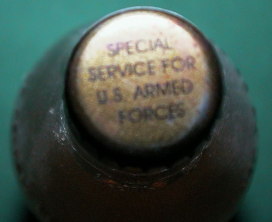 SPECIAL
SERVICE FOR
U.S. ARMED
FORCES